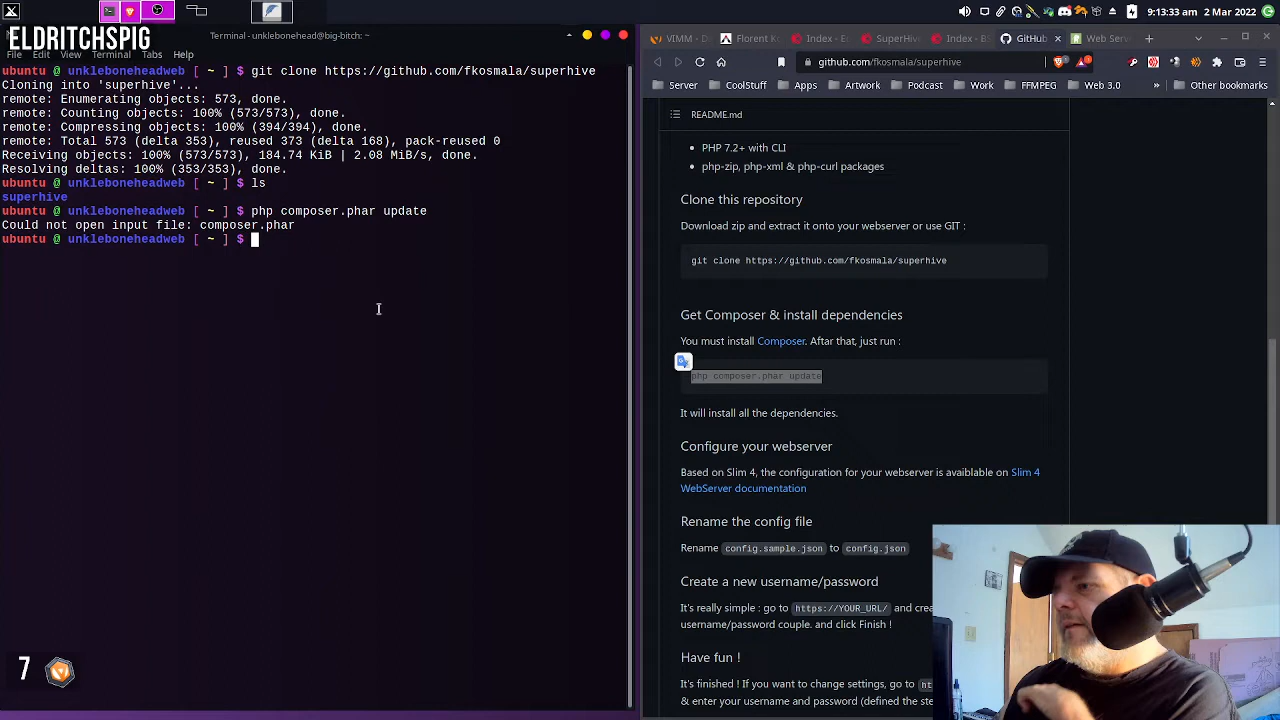 9:13:33 am 2 Mar 2022
ELDRITCHSPIG
Terminal - unklebonehead@big-bitch: ~
File Edit View Terminal Tabs Help
ubuntu @ unkleboneheadweb [ ~ ] $ git clone https://github.com/fkosmala/superhive
Cloning into 'superhive'...
remote: Enumerating objects: 573, done.
remote: Counting objects: 100% (573/573), done.
remote: Compressing objects: 100% (394/394), done.
remote: Total 573 (delta 353), reused 373 (delta 168), pack-reused 0
Receiving objects: 100% (573/573), 184.74 KiB | 2.08 MiB/s, done.
Resolving deltas: 100% (353/353), done.
ubuntu @ unkleboneheadweb [ ~ ] $ ls
superhive
ubuntu @ unkleboneheadweb [ ~ ] $ php composer.phar update
Could not open input file: composer.phar
ubuntu @ unkleboneheadweb [ ~ ] $
7
VIMM - D Florent K Index - E SuperHiv Index - B GitHub Web Serv
github.com/fkosmala/superhive
Server CoolStuff Apps Artwork Podcast Work FFMPEG Web 3.0 » Other bookmarks
README.md
• PHP 7.2+ with CLI
• php-zip, php-xml & php-curl packages
Clone this repository
Download zip and extract it onto your webserver or use GIT :
git clone https://github.com/fkosmala/superhive
Get Composer & install dependencies
You must install Composer. Aftar that, just run :
php composer.phar update
It will install all the dependencies.
Configure your webserver
Based on Slim 4, the configuration for your webserver is avaiblable on Slim 4
WebServer documentation
Rename the config file
Rename config.sample.json to config.json
Create a new username/password
It's really simple : go to https://YOUR_URL/ and crea
username/password couple. and click Finish !
Have fun !
It's finished ! If you want to change settings, go to ht
& enter your username and password (defined the ste